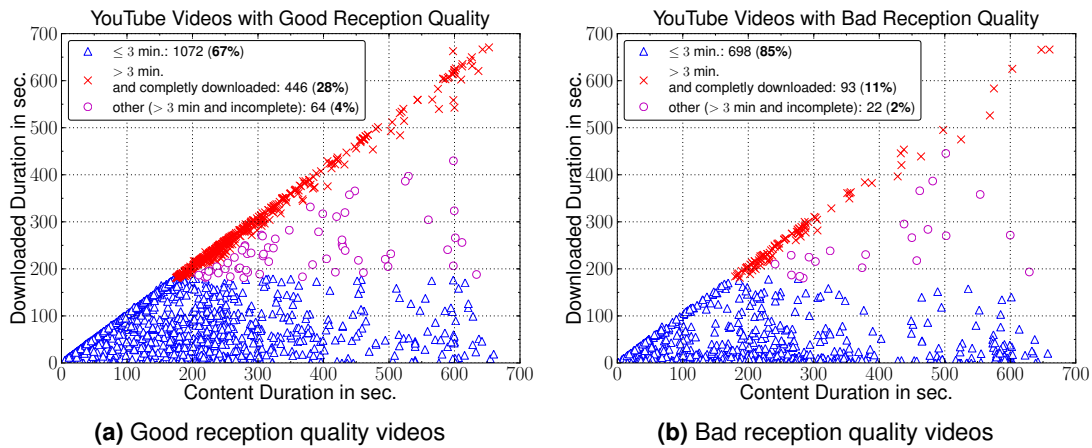 YouTube Videos with Good Reception Quality
700
600
500
400
300
200
100
0
Downloaded Duration in sec.
≤ 3 min.: 1072 (67%)
> 3 min.
and completly downloaded: 446 (28%)
other (> 3 min and incomplete): 64 (4%)
0 100 200 300 400 500 600 700
Content Duration in sec.
(a) Good reception quality videos
YouTube Videos with Bad Reception Quality
700
600
500
400
300
200
100
0
Downloaded Duration in sec.
≤ 3 min.: 698 (85%)
> 3 min.
and completly downloaded: 93 (11%)
other (> 3 min and incomplete): 22 (2%)
0 100 200 300 400 500 600 700
Content Duration in sec.
(b) Bad reception quality videos